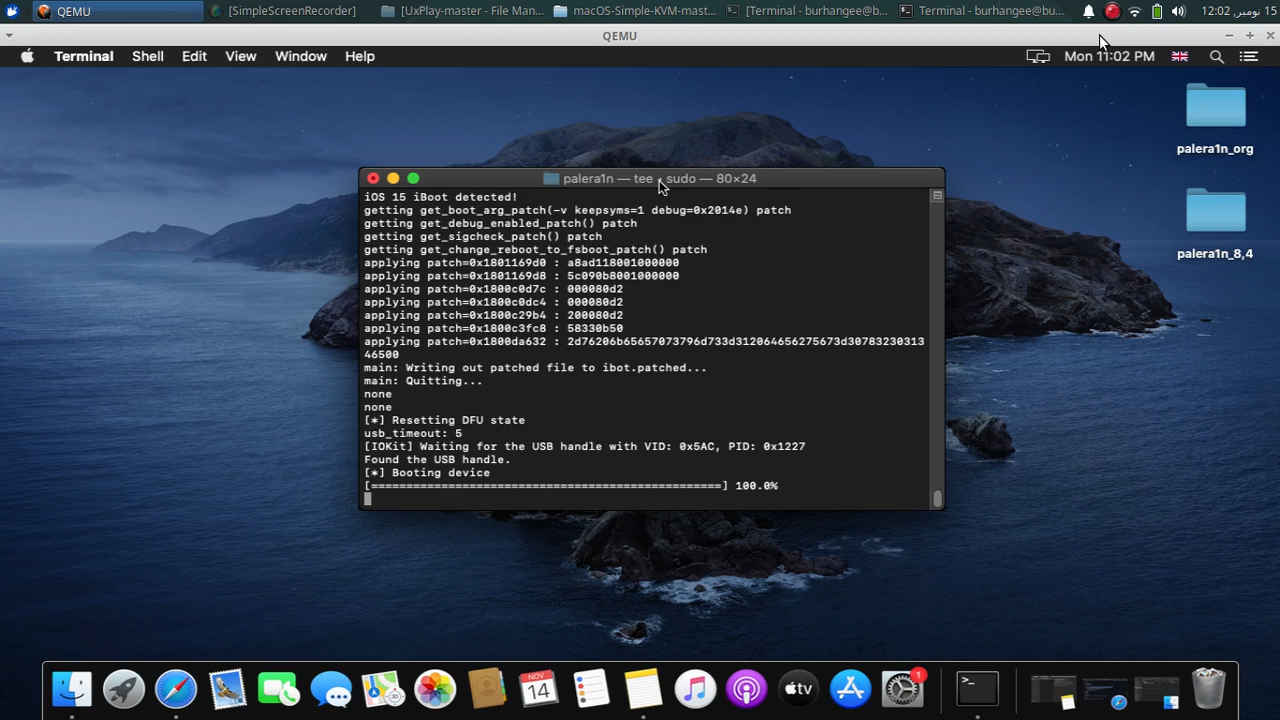 QEMU
[SimpleScreenRecorder]
[UxPlay-master - File Man...
macOS-Simple-KVM-mast...
[Terminal - burhangee@b...
Terminal - burhangee@bu...
15 نومبر, 12:02
QEMU
Terminal Shell Edit View Window Help
Mon 11:02 PM
palera1n_org
palera1n_8,4
palera1n — tee ◂ sudo — 80×24
iOS 15 iBoot detected!
getting get_boot_arg_patch(-v keepsyms=1 debug=0x2014e) patch
getting get_debug_enabled_patch() patch
getting get_sigcheck_patch() patch
getting get_change_reboot_to_fsboot_patch() patch
applying patch=0x1801169d0 : a8ad118001000000
applying patch=0x1801169d8 : 5c090b8001000000
applying patch=0x1800c0d7c : 000080d2
applying patch=0x1800c0dc4 : 000080d2
applying patch=0x1800c29b4 : 200080d2
applying patch=0x1800c3fc8 : 58330b50
applying patch=0x1800da632 : 2d76206b65657073796d733d312064656275673d30783230313
46500
main: Writing out patched file to ibot.patched...
main: Quitting...
none
none
[*] Resetting DFU state
usb_timeout: 5
[IOKit] Waiting for the USB handle with VID: 0x5AC, PID: 0x1227
Found the USB handle.
[*] Booting device
[==================================================] 100.0%
NOV
14
tv
1
>_